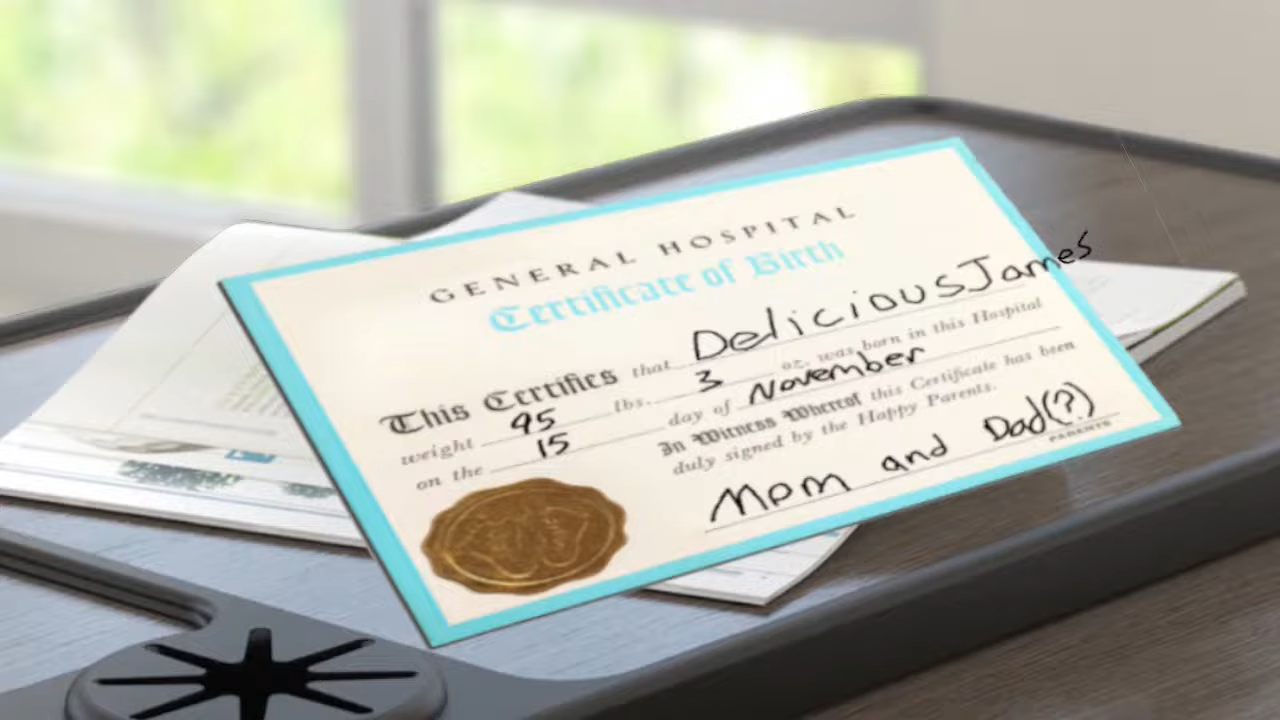 GENERAL HOSPITAL
Certificate of Birth
This Certifies that DeliciousJames
weight 95 lbs. 3 oz. was born in this Hospital
on the 15 day of November
In Witness Whereof this Certificate has been
duly signed by the Happy Parents.
Mom and Dad(?)
PARENTS